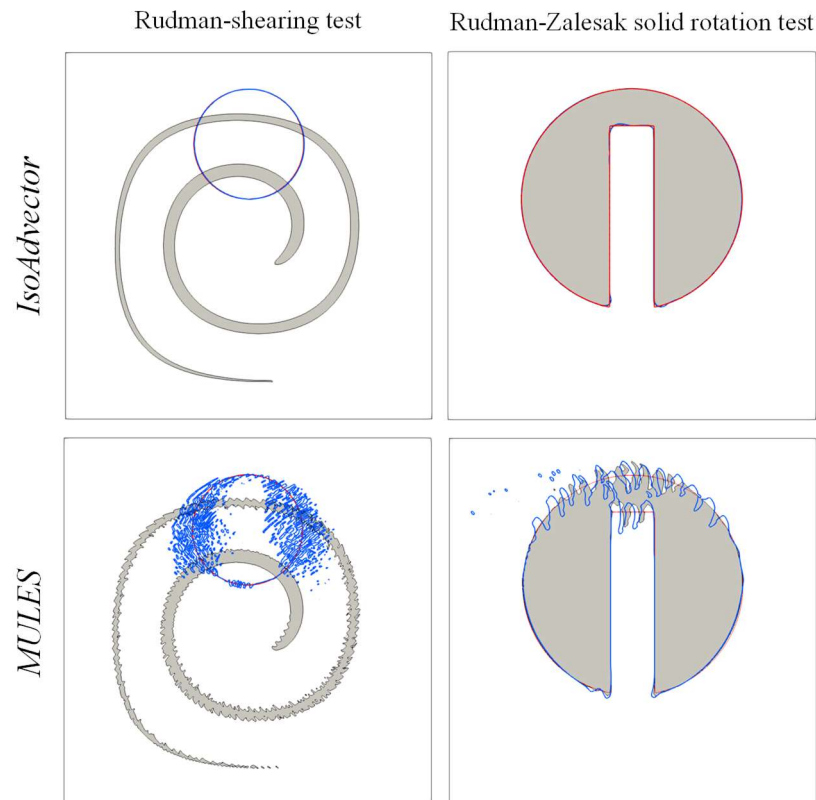 Rudman-shearing test
Rudman-Zalesak solid rotation test
IsoAdvector
MULES